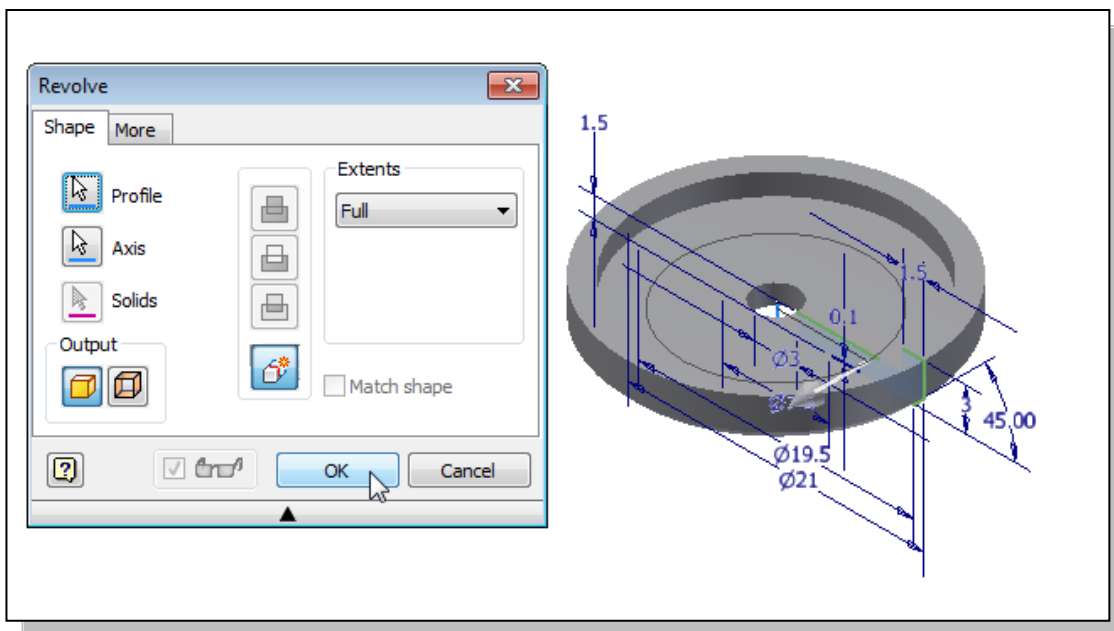 Revolve
Shape More
Profile
Axis
Solids
Output
Extents
Full
Match shape
OK Cancel
1.5
1.5
0.1
Ø3
3
45.00
Ø19.5
Ø21